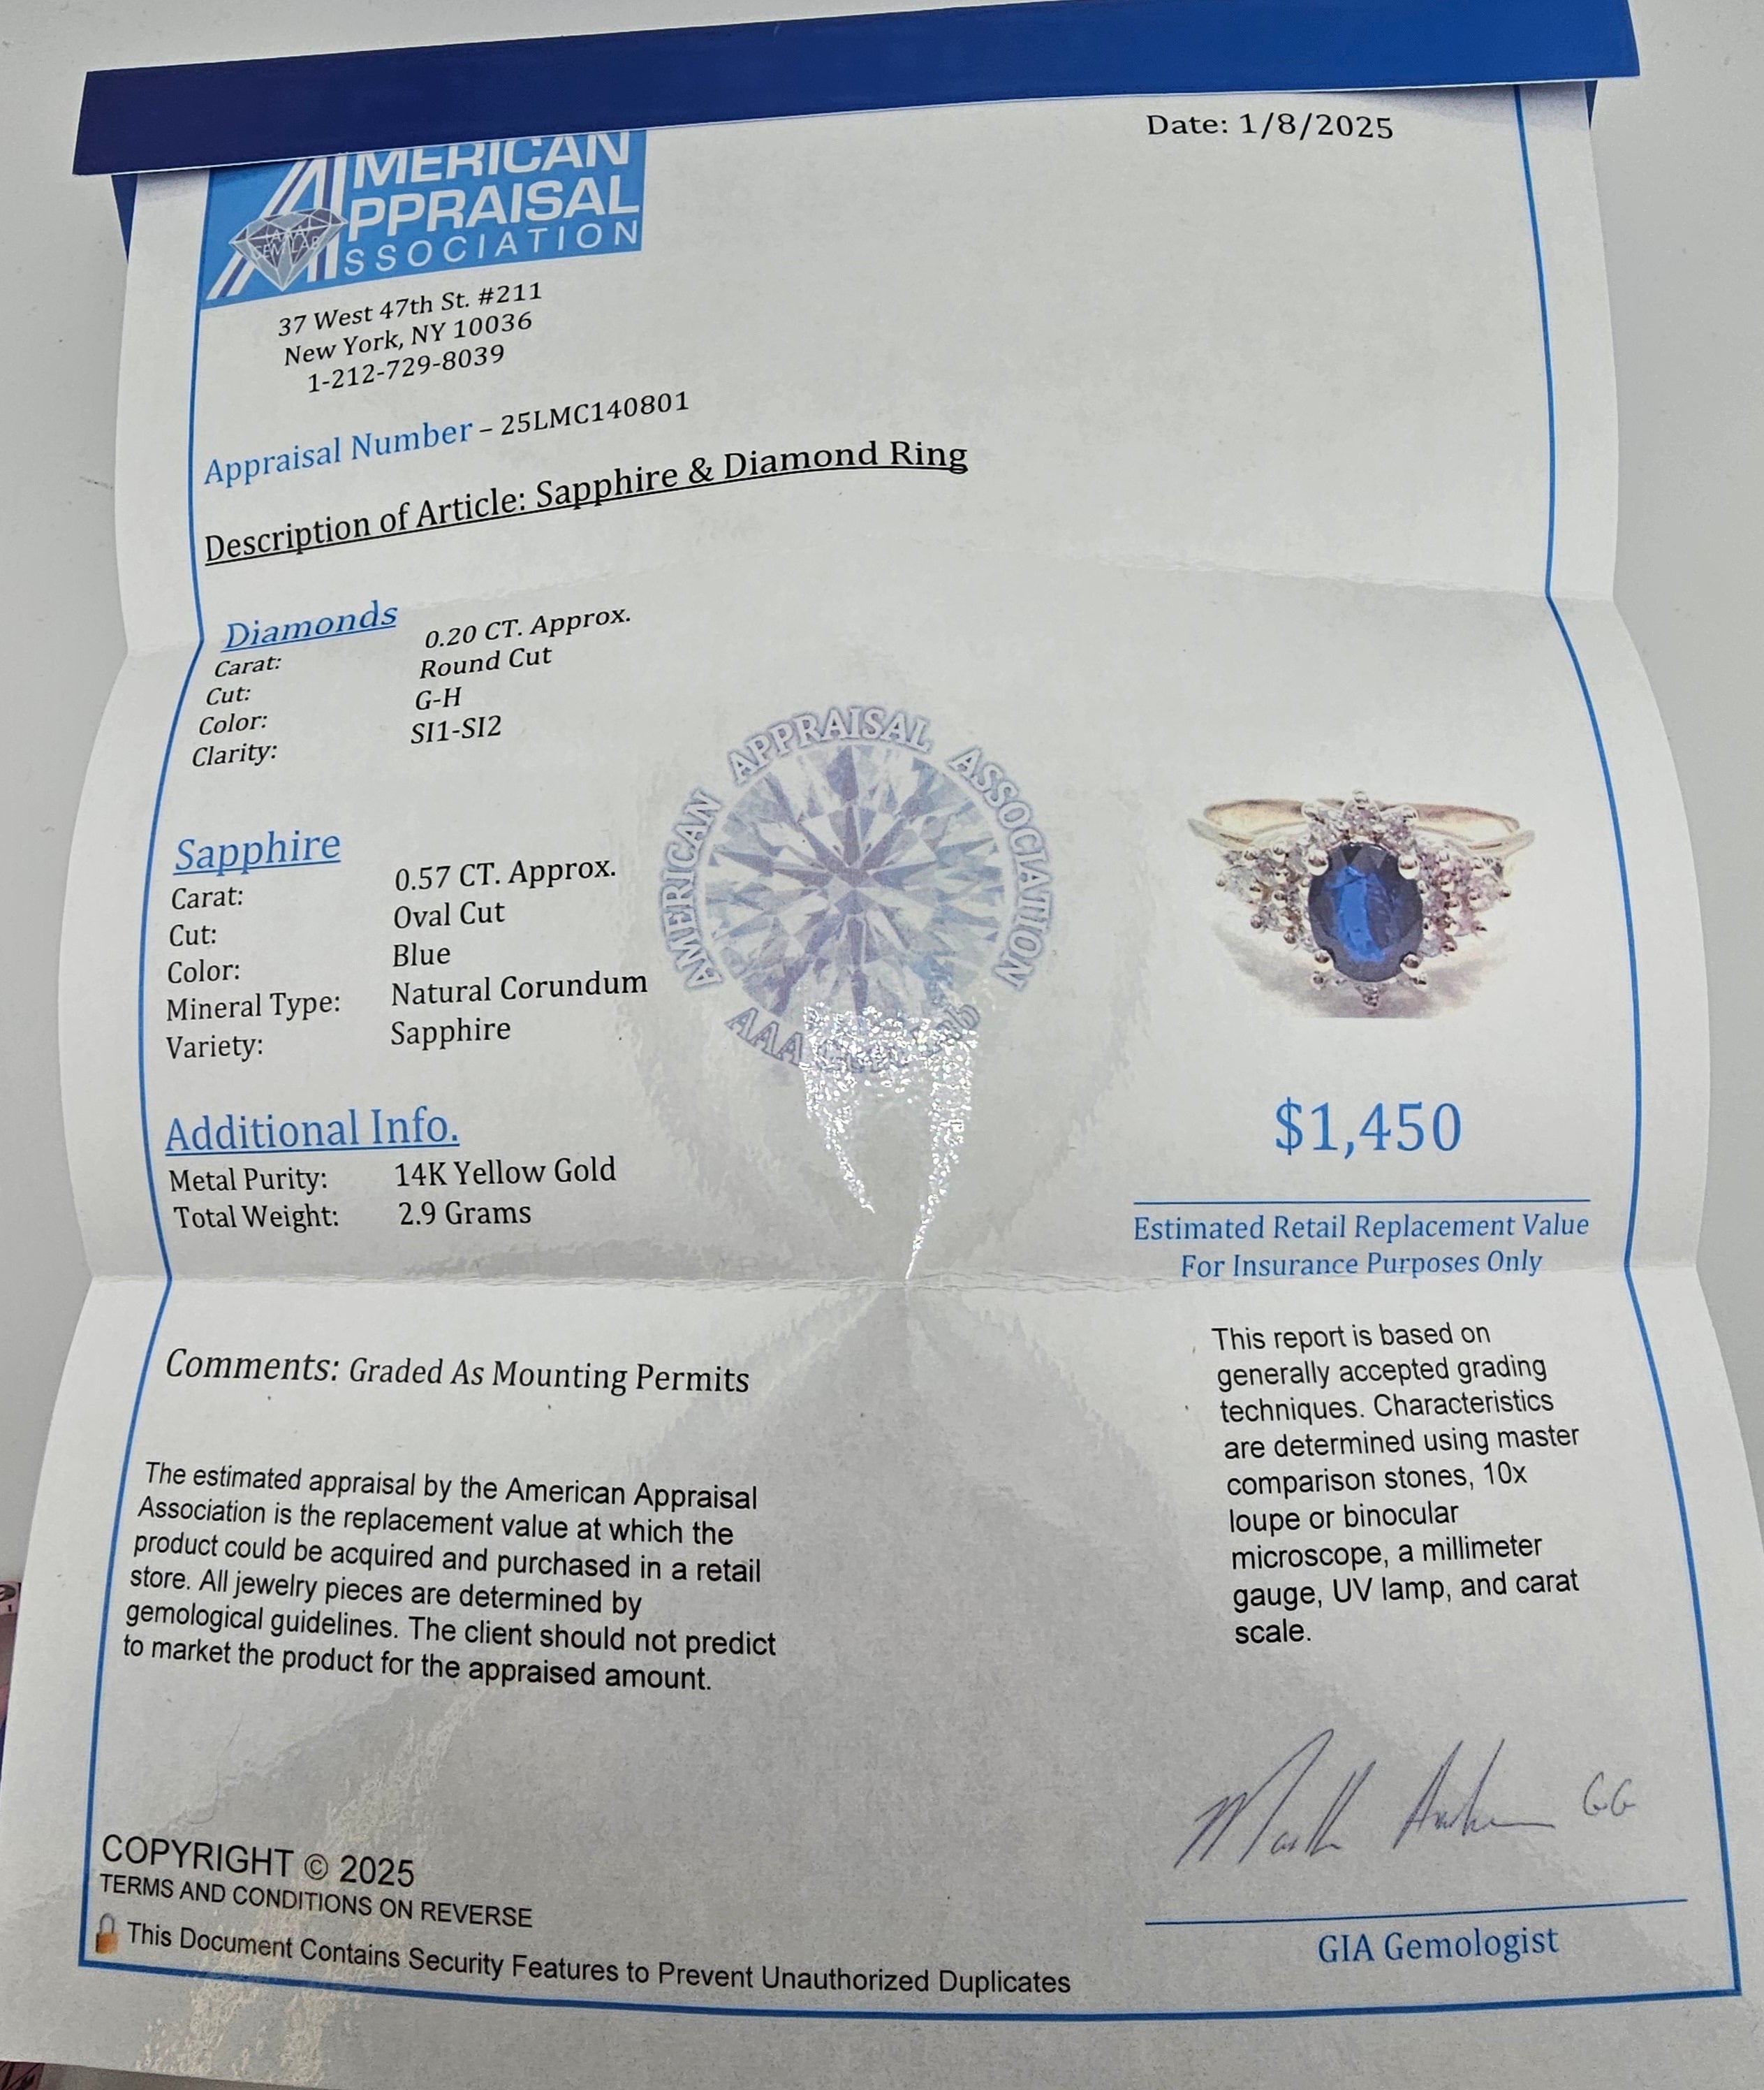 Date: 1/8/2025
AMERICAN
APPRAISAL
ASSOCIATION
AAA
GEM LAB
37 West 47th St. #211
New York, NY 10036
1-212-729-8039
Appraisal Number – 25LMC140801
Description of Article: Sapphire & Diamond Ring
Diamonds
Carat: 0.20 CT. Approx.
Cut: Round Cut
Color: G-H
Clarity: SI1-SI2
AMERICAN APPRAISAL ASSOCIATION
AAA Gem Lab
Sapphire
Carat: 0.57 CT. Approx.
Cut: Oval Cut
Color: Blue
Mineral Type: Natural Corundum
Variety: Sapphire
Additional Info.
Metal Purity: 14K Yellow Gold
Total Weight: 2.9 Grams
$1,450
Estimated Retail Replacement Value
For Insurance Purposes Only
Comments: Graded As Mounting Permits
The estimated appraisal by the American Appraisal
Association is the replacement value at which the
product could be acquired and purchased in a retail
store. All jewelry pieces are determined by
gemological guidelines. The client should not predict
to market the product for the appraised amount.
This report is based on
generally accepted grading
techniques. Characteristics
are determined using master
comparison stones, 10x
loupe or binocular
microscope, a millimeter
gauge, UV lamp, and carat
scale.
GG
GIA Gemologist
COPYRIGHT © 2025
TERMS AND CONDITIONS ON REVERSE
This Document Contains Security Features to Prevent Unauthorized Duplicates